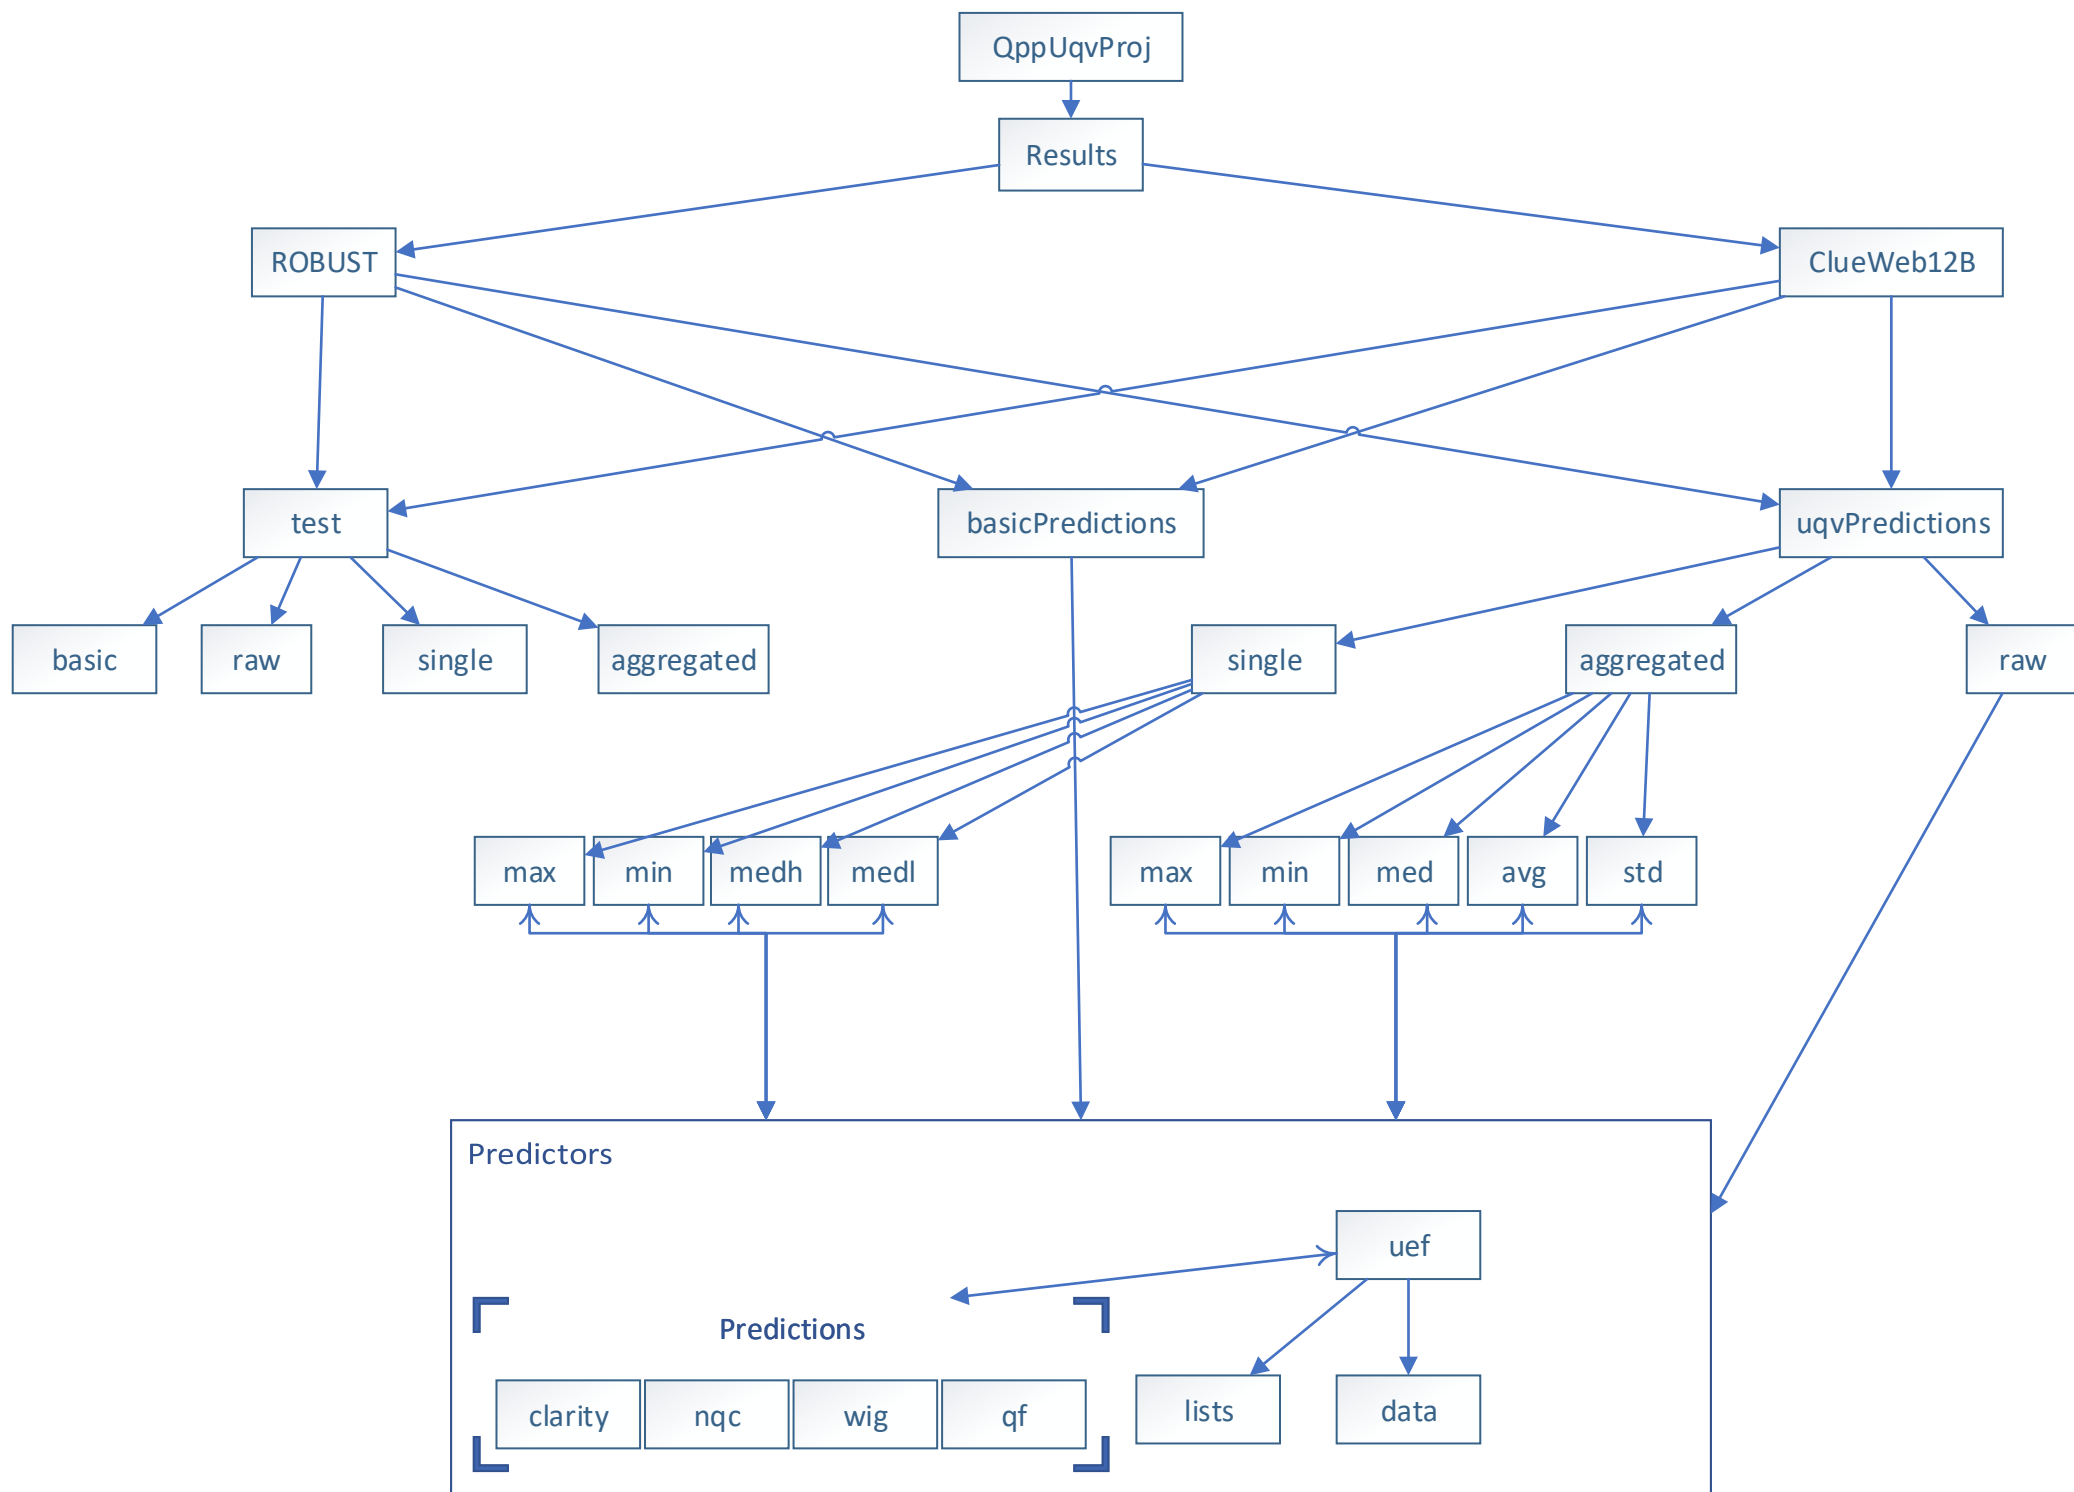 QppUqvProj
Results
ROBUST
ClueWeb12B
test
basicPredictions
uqvPredictions
basic
raw
single
aggregated
single
aggregated
raw
max
min
medh
medl
max
min
med
avg
std
Predictors
uef
Predictions
clarity
nqc
wig
qf
lists
data